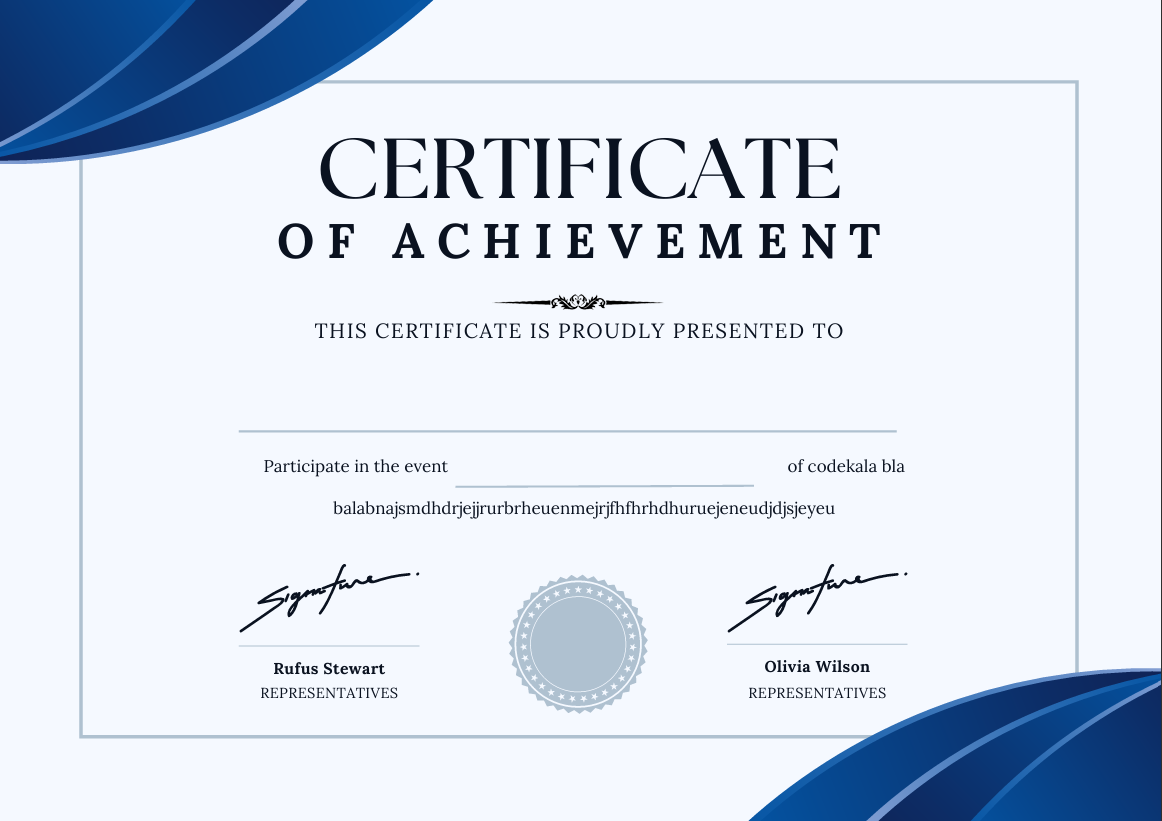 CERTIFICATE
OF ACHIEVEMENT
THIS CERTIFICATE IS PROUDLY PRESENTED TO
Participate in the event of codekala bla
balabnajsmdhdrjejjrurbrheuenmejrjfhfhrhdhuruejeneudjdjsjeyeu
Signature Signature
Rufus Stewart Olivia Wilson
REPRESENTATIVES REPRESENTATIVES